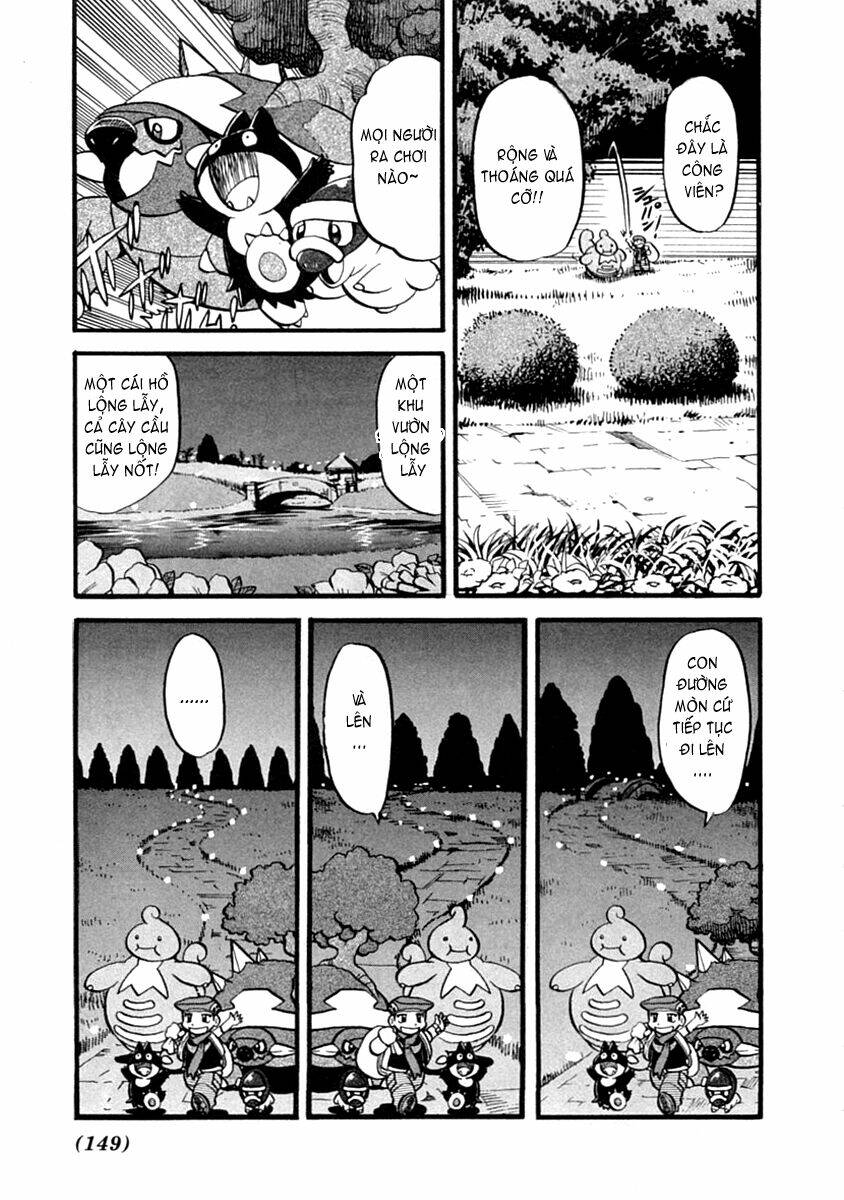 CHẮC
ĐÂY LÀ
CÔNG
VIÊN?
RỘNG VÀ
THOÁNG QUÁ
CỠ!!
MỌI NGƯỜI
RA CHƠI
NÀO~
MỘT
KHU
VƯỜN
LỘNG
LẪY
MỘT CÁI HỒ
LỘNG LẪY,
CẢ CÂY CẦU
CŨNG LỘNG
LẪY NỐT!
CON
ĐƯỜNG
MÒN CỨ
TIẾP TỤC
ĐI LÊN
....
VÀ
LÊN
...
......
(149)